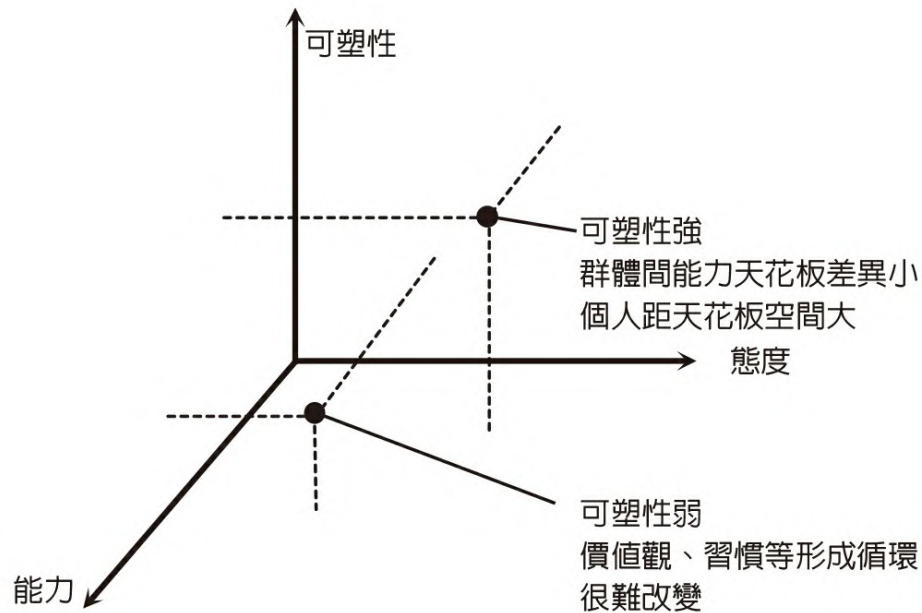 可塑性
可塑性強
群體間能力天花板差異小
個人距天花板空間大
態度
可塑性弱
價值觀、習慣等形成循環
很難改變
能力